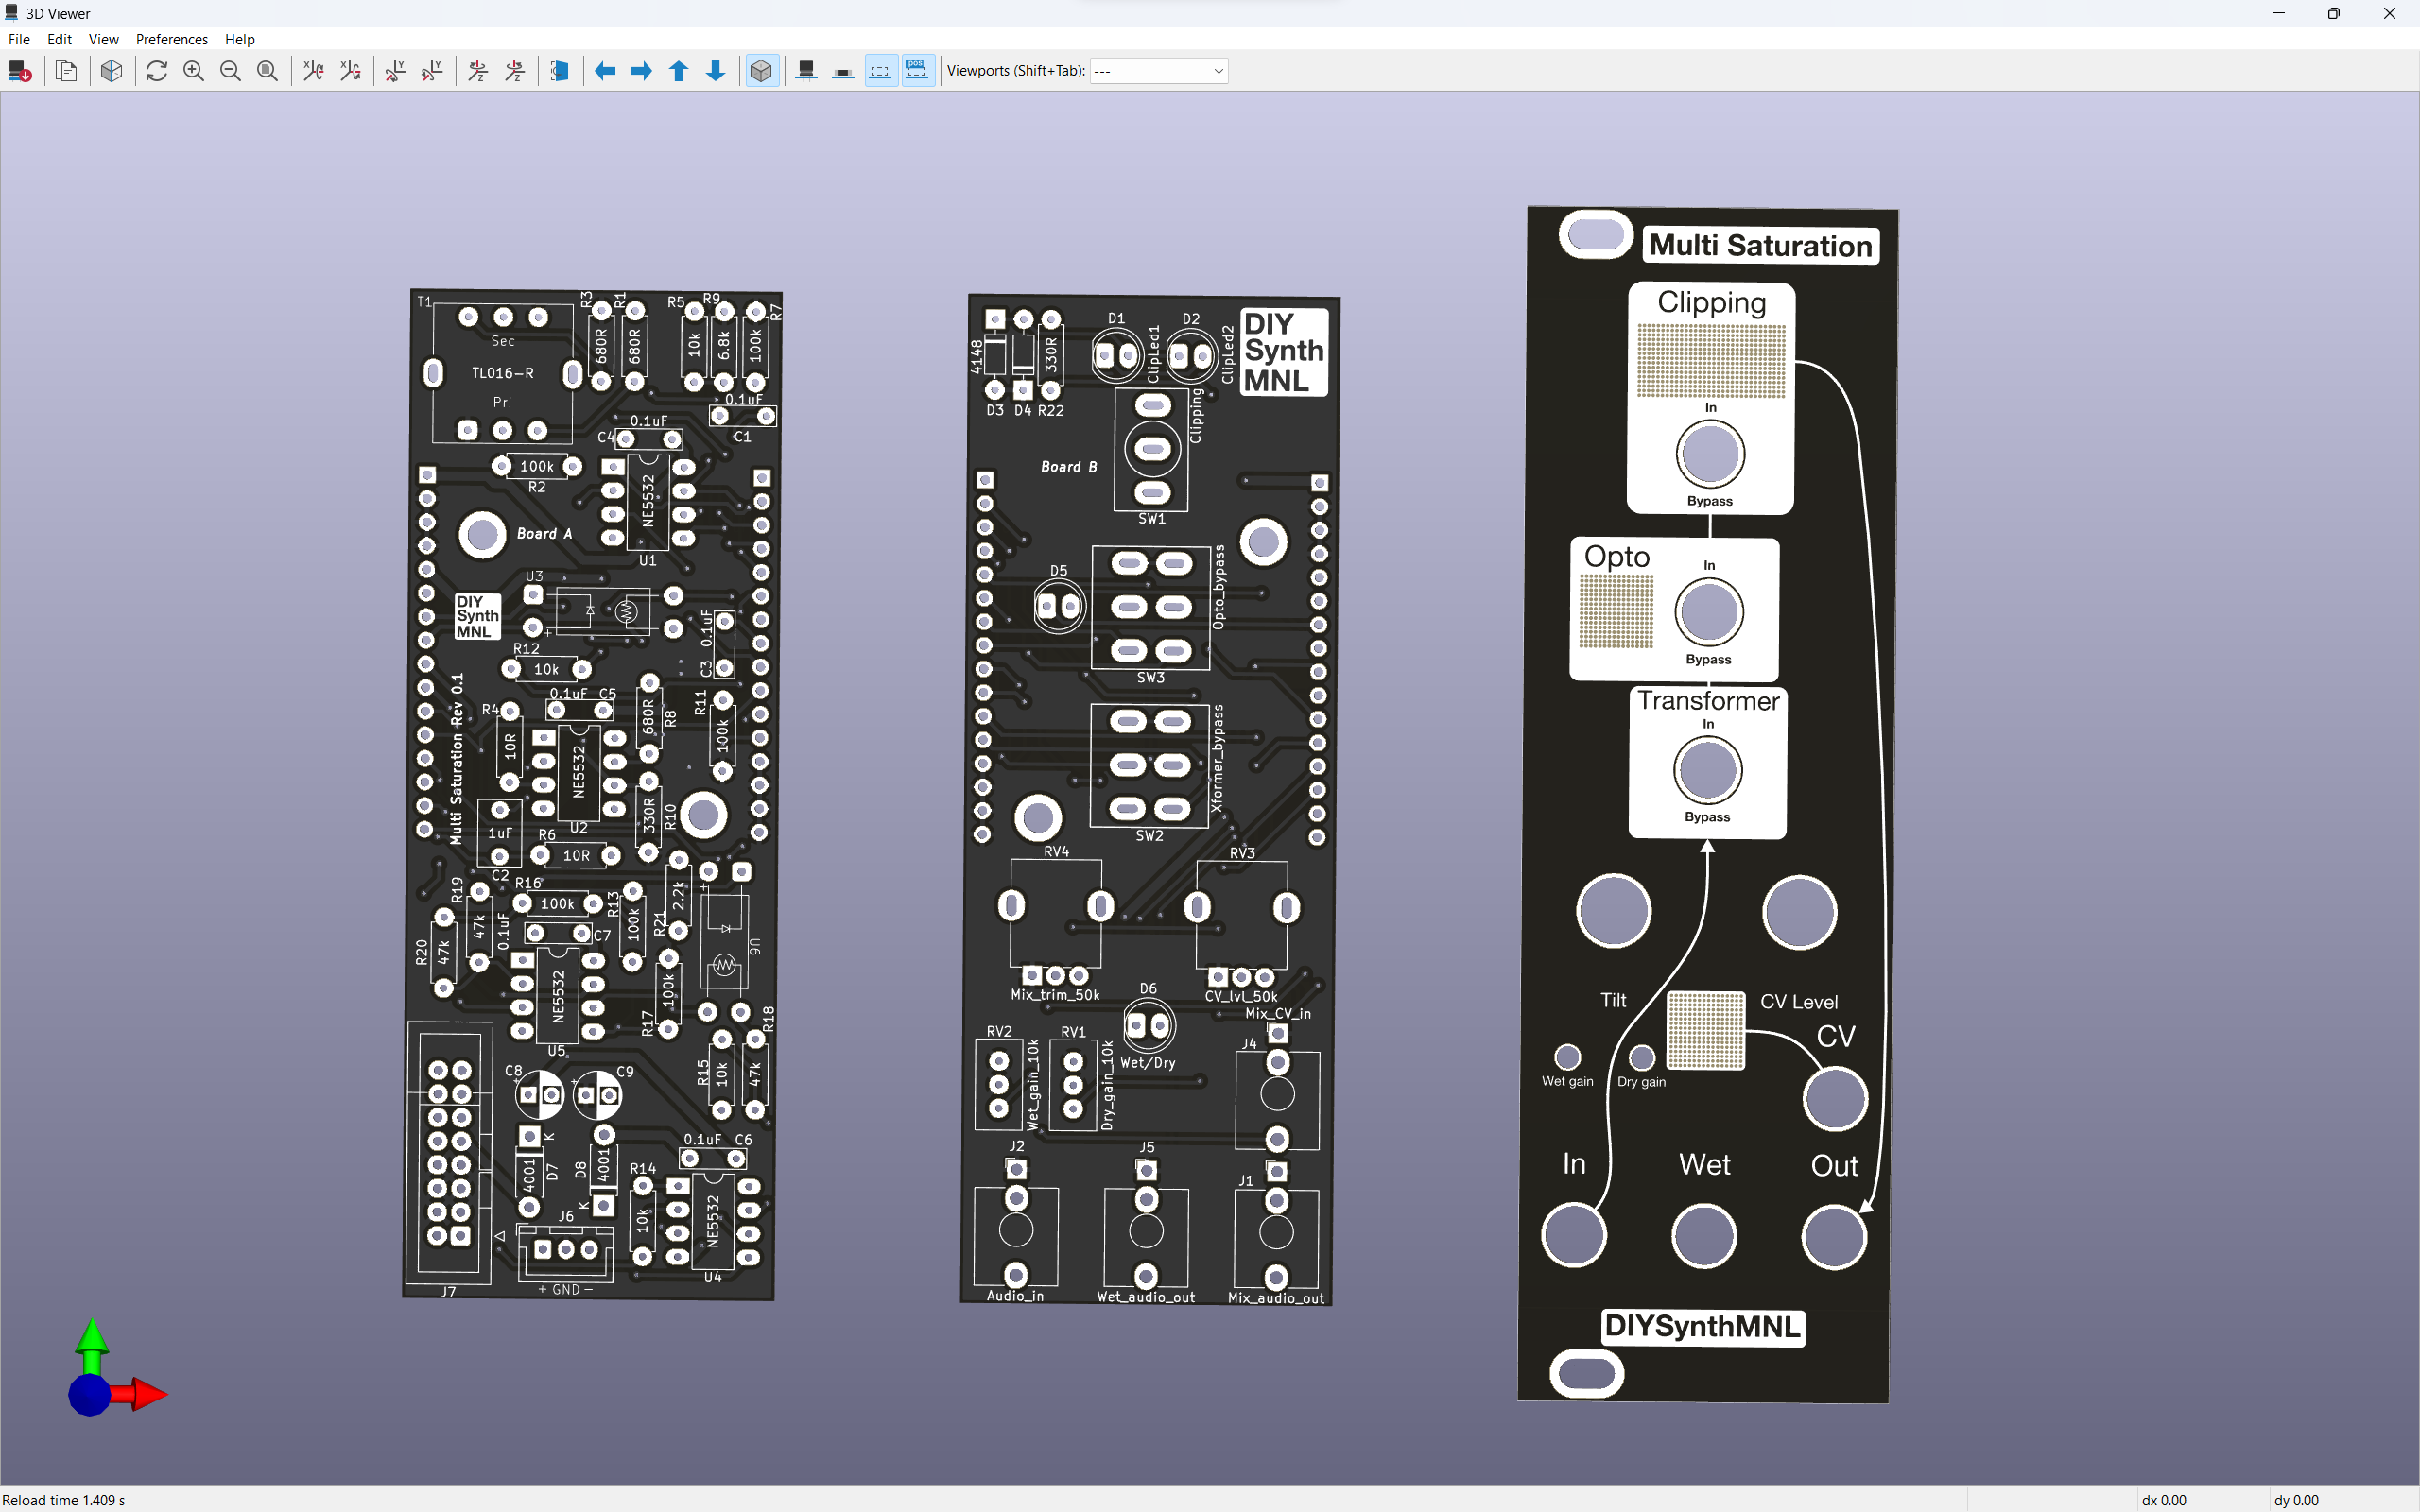 3D Viewer
File Edit View Preferences Help
Viewports (Shift+Tab): ---
T1
Sec
TL016-R
Pri
R3 R1 R5 R9 R7
680R 680R 10k 6.8k 100k
0.1uF
C1
0.1uF
C4
100k
R2
NE5532
U1
Board A
U3
DIY
Synth
MNL
+
0.1uF
C3
R12
10k
0.1uF C5
R4
10R
680R
R8
R11
100k
Multi Saturation Rev 0.1
NE5532
U2
330R
R10
1uF
C2
R6
10R
R19
47k
R16
100k
R13
100k
R21
2.2k
+
U6
R20
47k
0.1uF
C7
NE5532
U5
R17
100k
R18
47k
R15
10k
C8 C9
+ +
K
4001
D7
D8
4001
K
0.1uF C6
R14
10k
NE5532
U4
J6
+ GND -
J7
4148
330R
D3 D4 R22
D1
ClipLed1
D2
ClipLed2
DIY
Synth
MNL
Clipping
SW1
Board B
D5
Opto_bypass
SW3
Xformer_bypass
SW2
RV4
RV3
Mix_trim_50k
CV_lvl_50k
D6
Wet/Dry
Mix_CV_in
J4
RV2
Wet_gain_10k
RV1
Dry_gain_10k
J2
J5
J1
Audio_in
Wet_audio_out
Mix_audio_out
Multi Saturation
Clipping
In
Bypass
Opto
In
Bypass
Transformer
In
Bypass
Tilt
CV Level
CV
Wet gain
Dry gain
In
Wet
Out
DIYSynthMNL
pos
X
Y
Z
Reload time 1.409 s
dx 0.00
dy 0.00